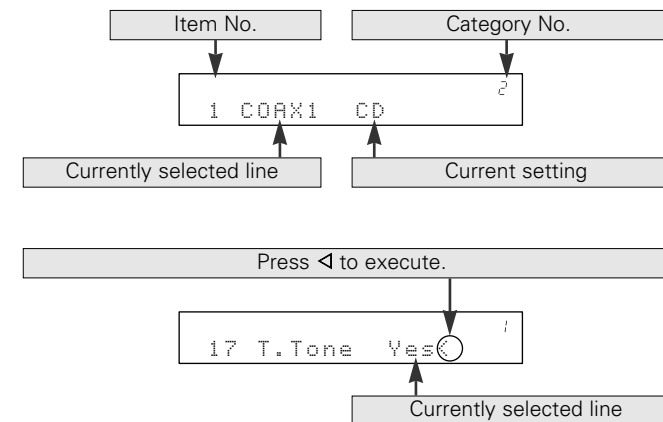 Item No. Category No.
2
1 COAX1 CD
Currently selected line Current setting
Press ◁ to execute.
1
17 T.Tone Yes<
Currently selected line